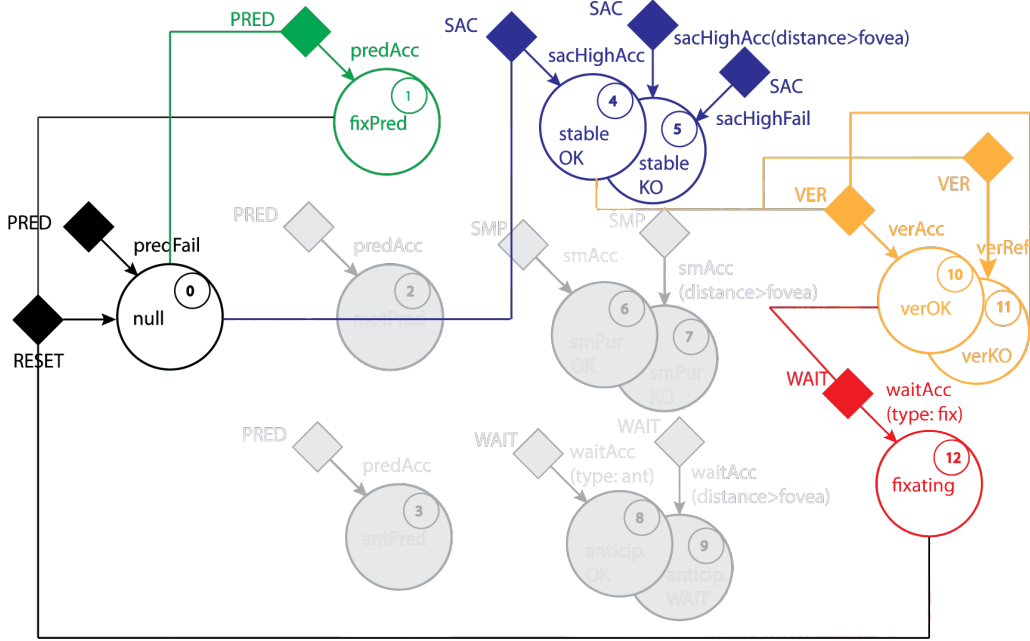 PRED
predAcc
1
fixPred
SAC
sacHighAcc
4
stable
OK
SAC
sacHighAcc(distance>fovea)
SAC
sacHighFail
5
stable
KO
VER
VER
verAcc
verRef
10
verOK
11
verKO
PRED
predFail
0
null
RESET
PRED
predAcc
2
motPred
SMP
smAcc
6
smPur
OK
SMP
smAcc
(distance>fovea)
7
smPur
KO
WAIT
waitAcc
(type: fix)
12
fixating
PRED
predAcc
3
antPred
WAIT
waitAcc
(type: ant)
8
anticip.
OK
WAIT
waitAcc
(distance>fovea)
9
anticip.
WAIT